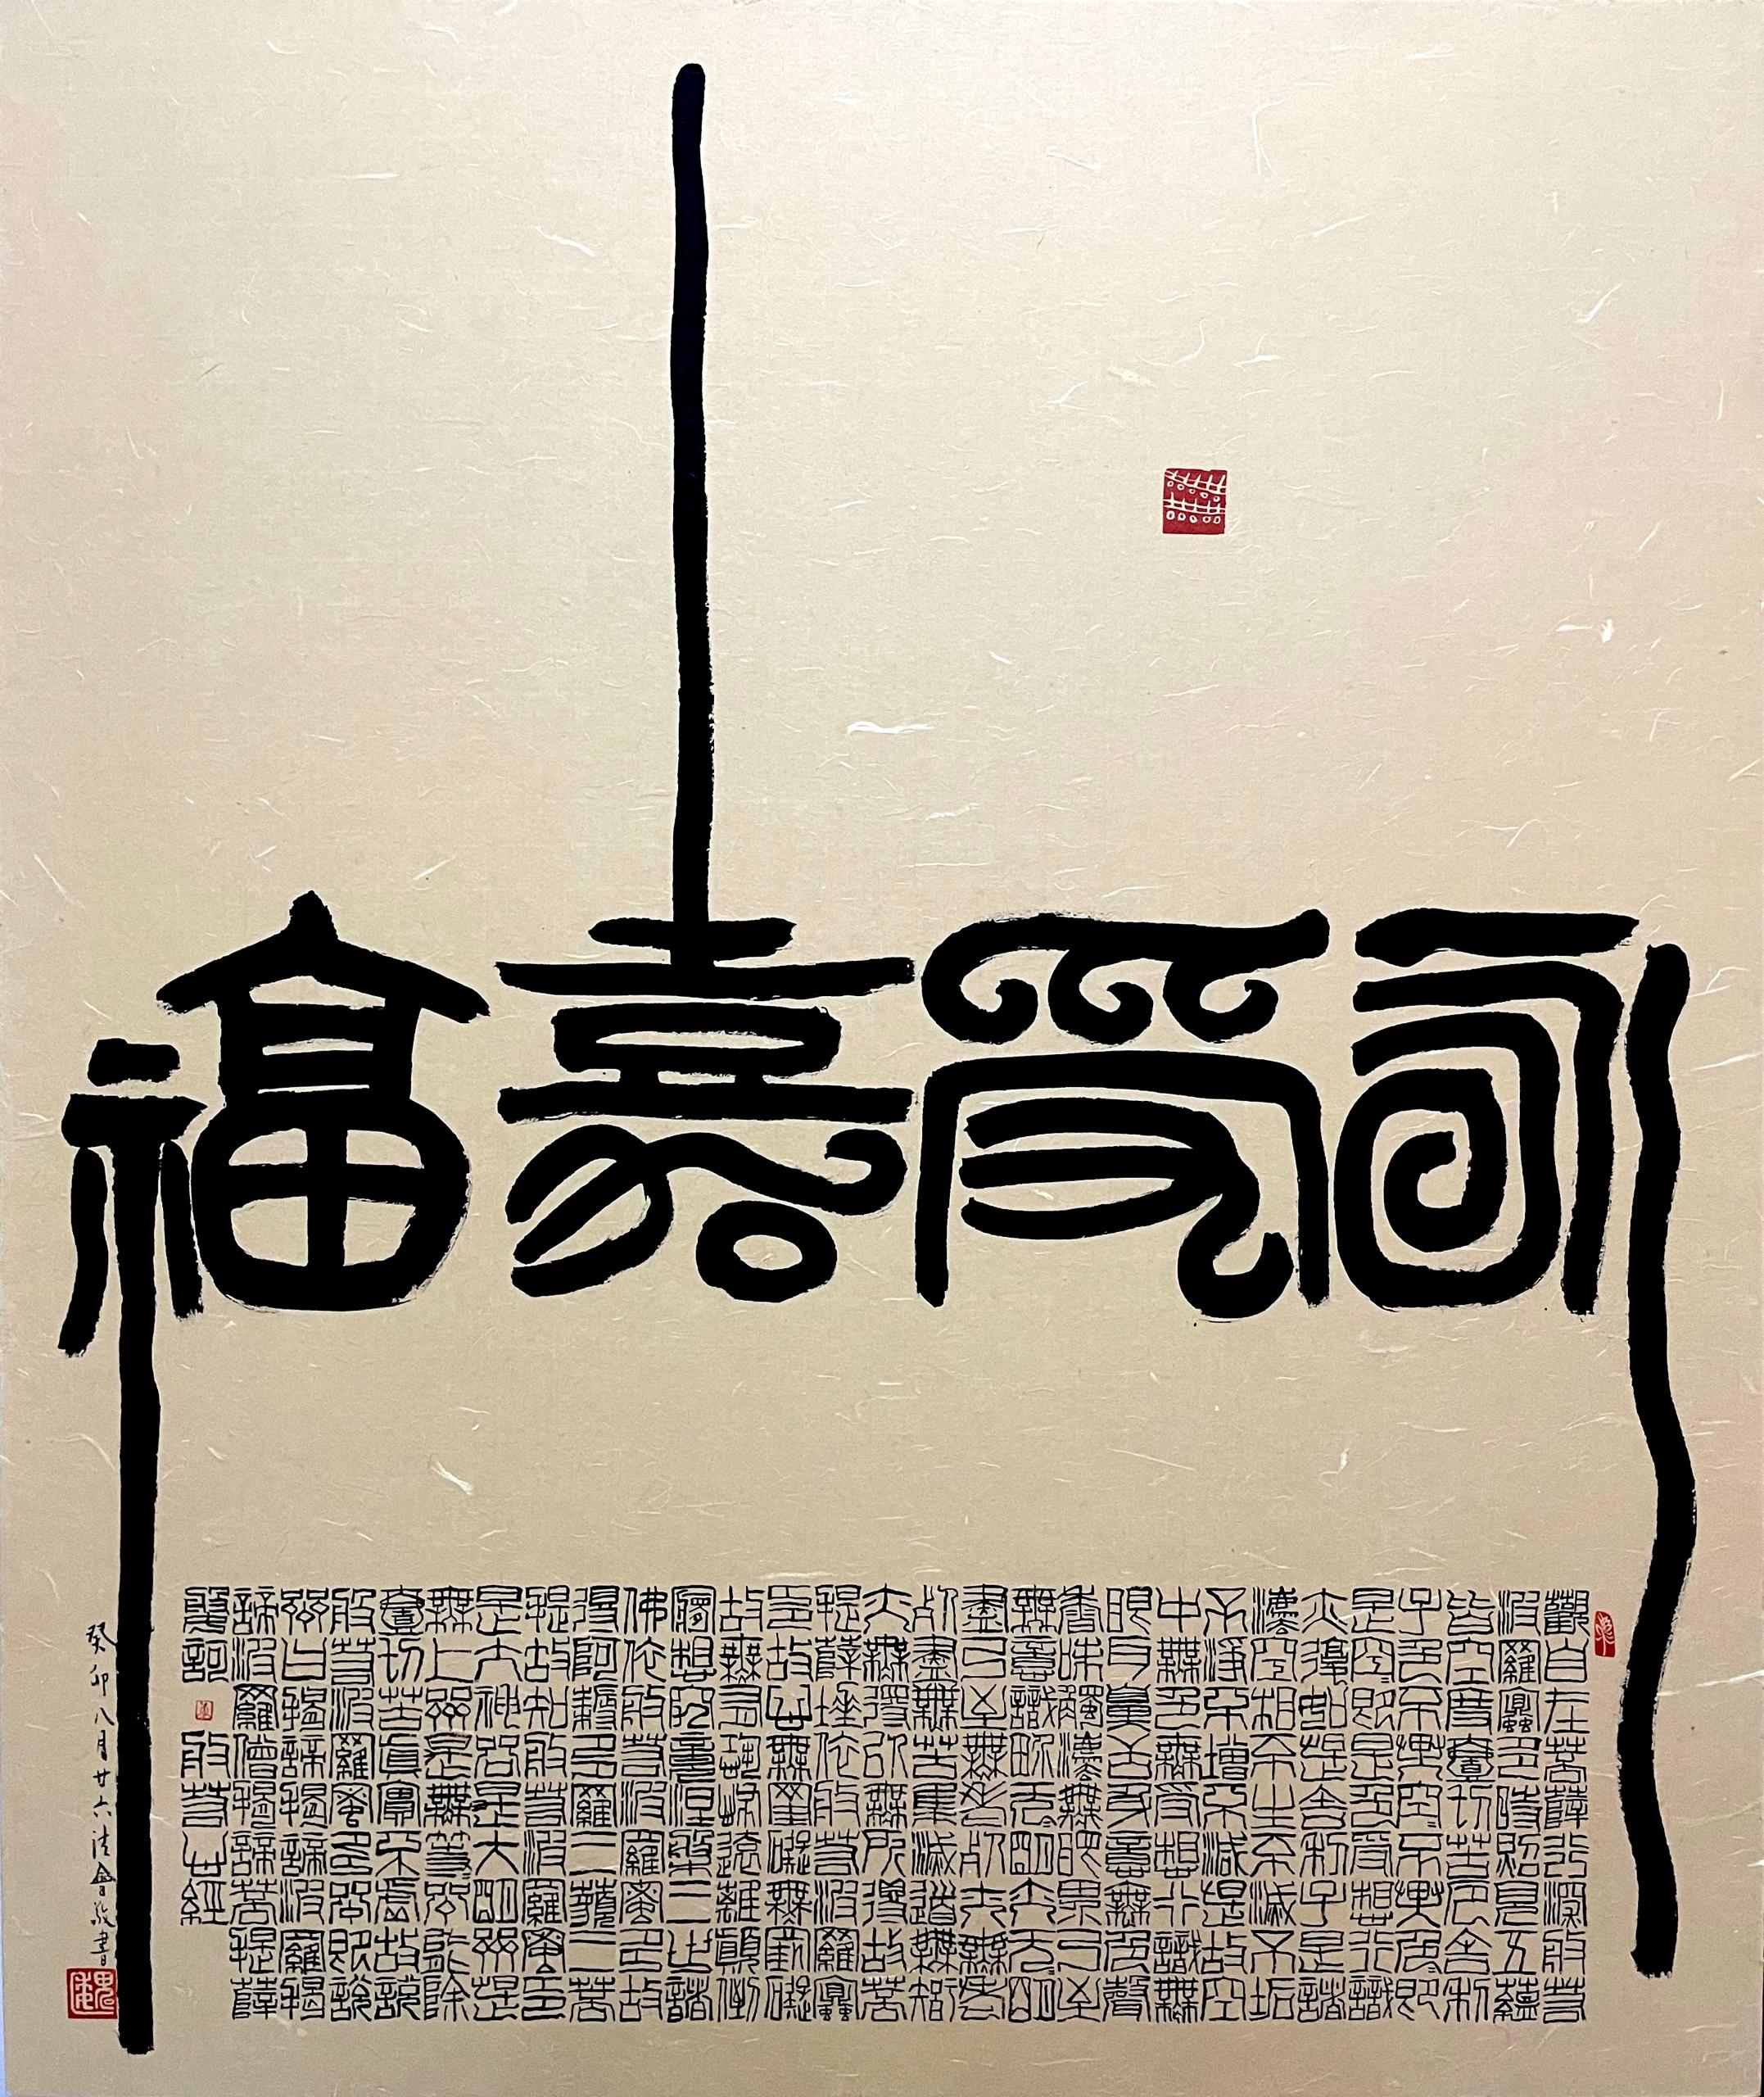 永受嘉福
觀自在菩薩行深般若
波羅蜜多時照見五蘊
皆空度壹切苦厄舍利
子色不異空空不異色色即
是空空即是色受想行識
亦復如是舍利子是諸
法空相不生不滅不垢
不淨不增不減是故空
中無色無受想行識無
眼耳鼻舌身意無色聲
香味觸法無眼界乃至
無意識界无无明亦无无明
盡乃至無老死亦無老
死盡無苦集滅道無智
亦無得以無所得故菩
提薩埵依般若波羅蜜
多故心無罣礙無罣礙
故無有恐怖遠離顛倒
夢想究竟涅槃三世諸
佛依般若波羅蜜多故
得阿耨多羅三藐三菩
提故知般若波羅蜜多
是大神咒是大明咒是
無上咒是無等等咒能除
壹切苦真實不虛故說
般若波羅蜜多咒即說
咒曰揭諦揭諦波羅揭
諦波羅僧揭諦菩提薩
婆訶 般若心經
癸卯八月廿六法會敬書